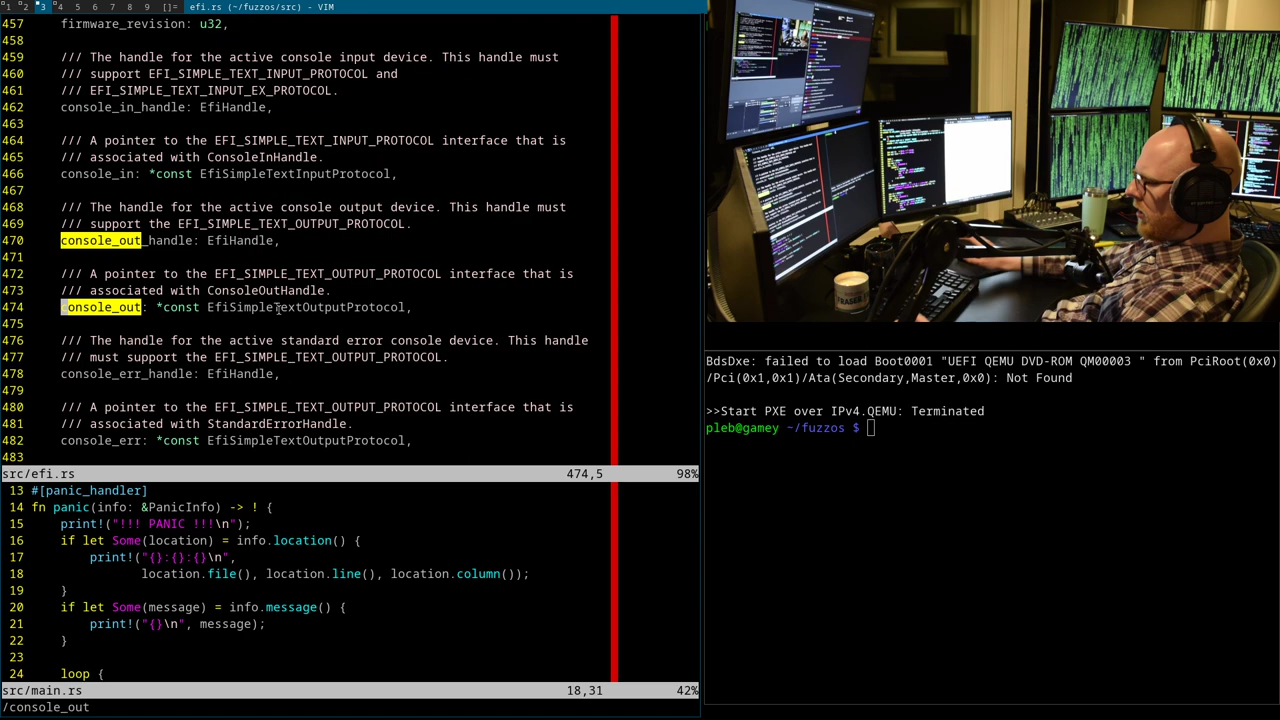 1 2 3 4 5 6 7 8 9 []= efi.rs (~/fuzzos/src) - VIM
457 firmware_revision: u32,
458
459 /// The handle for the active console input device. This handle must
460 /// support EFI_SIMPLE_TEXT_INPUT_PROTOCOL and
461 /// EFI_SIMPLE_TEXT_INPUT_EX_PROTOCOL.
462 console_in_handle: EfiHandle,
463
464 /// A pointer to the EFI_SIMPLE_TEXT_INPUT_PROTOCOL interface that is
465 /// associated with ConsoleInHandle.
466 console_in: *const EfiSimpleTextInputProtocol,
467
468 /// The handle for the active console output device. This handle must
469 /// support the EFI_SIMPLE_TEXT_OUTPUT_PROTOCOL.
470 console_out_handle: EfiHandle,
471
472 /// A pointer to the EFI_SIMPLE_TEXT_OUTPUT_PROTOCOL interface that is
473 /// associated with ConsoleOutHandle.
474 console_out: *const EfiSimpleTextOutputProtocol,
475
476 /// The handle for the active standard error console device. This handle
477 /// must support the EFI_SIMPLE_TEXT_OUTPUT_PROTOCOL.
478 console_err_handle: EfiHandle,
479
480 /// A pointer to the EFI_SIMPLE_TEXT_OUTPUT_PROTOCOL interface that is
481 /// associated with StandardErrorHandle.
482 console_err: *const EfiSimpleTextOutputProtocol,
483
src/efi.rs 474,5 98%
13 #[panic_handler]
14 fn panic(info: &PanicInfo) -> ! {
15 print!("!!! PANIC !!!\n");
16 if let Some(location) = info.location() {
17 print!("{}:{}:{}\n",
18 location.file(), location.line(), location.column());
19 }
20 if let Some(message) = info.message() {
21 print!("{}\n", message);
22 }
23
24 loop {
src/main.rs 18,31 42%
/console_out
BdsDxe: failed to load Boot0001 "UEFI QEMU DVD-ROM QM00003 " from PciRoot(0x0)
/Pci(0x1,0x1)/Ata(Secondary,Master,0x0): Not Found
>>Start PXE over IPv4.QEMU: Terminated
pleb@gamey ~/fuzzos $
FRASER